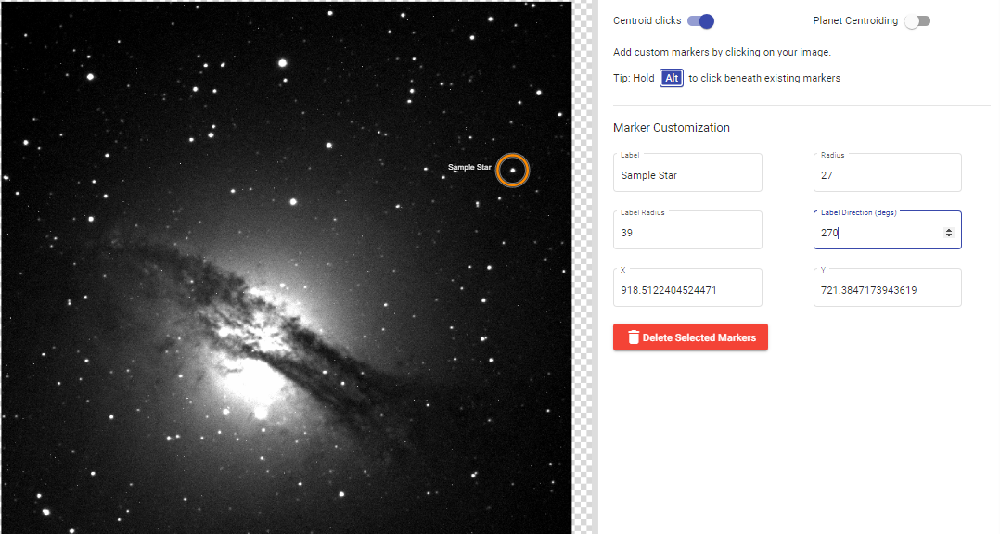 Centroid clicks
Planet Centroiding
Add custom markers by clicking on your image.
Tip: Hold Alt to click beneath existing markers
Marker Customization
Label
Sample Star
Radius
27
Label Radius
39
Label Direction (degs)
270
X
918.5122404524471
Y
721.3847173943619
Delete Selected Markers
Sample Star